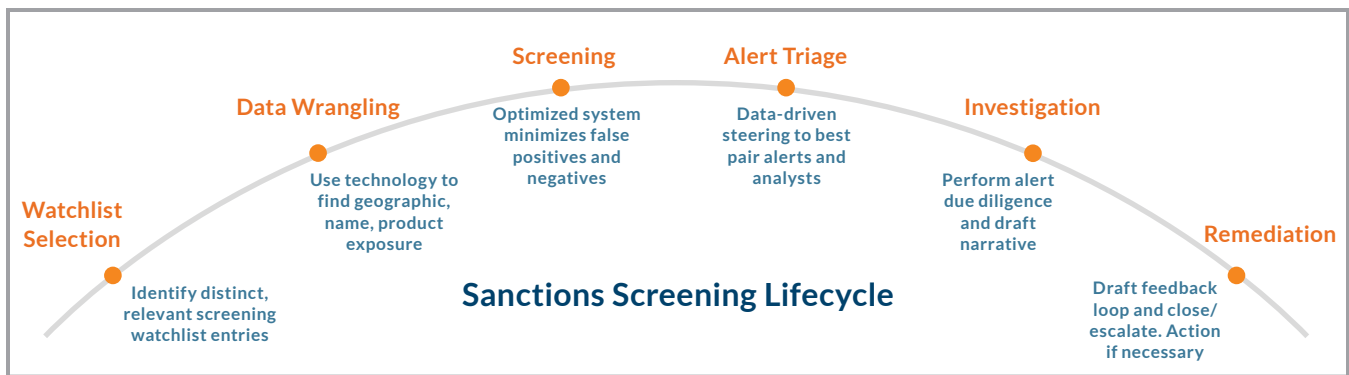 Watchlist
Selection
Identify distinct,
relevant screening
watchlist entries
Data Wrangling
Use technology to
find geographic,
name, product
exposure
Screening
Optimized system
minimizes false
positives and
negatives
Alert Triage
Data-driven
steering to best
pair alerts and
analysts
Investigation
Perform alert
due diligence
and draft
narrative
Remediation
Draft feedback
loop and close/
escalate. Action
if necessary
Sanctions Screening Lifecycle